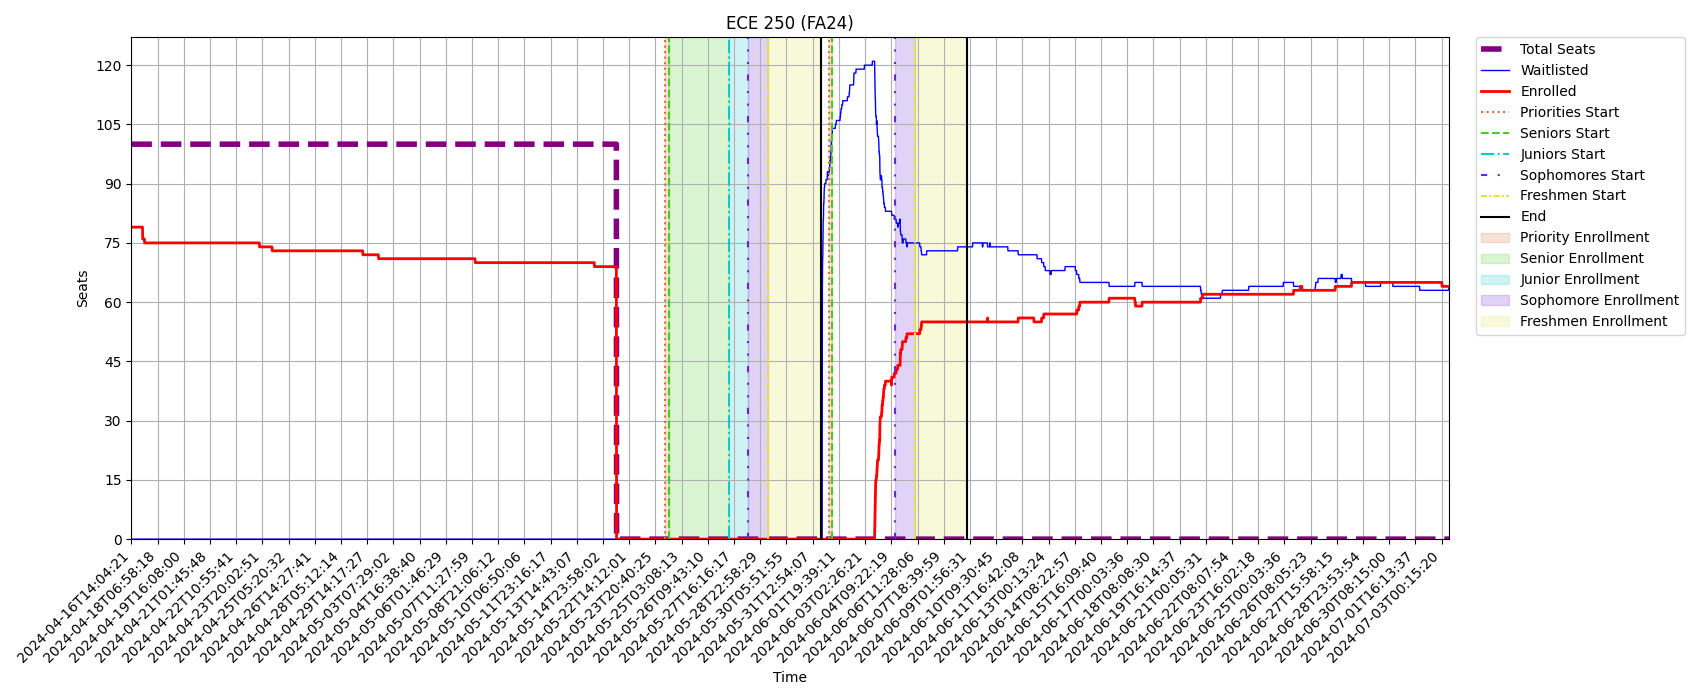 ECE 250 (FA24)
Seats
120
105
90
75
60
45
30
15
0
2024-04-16T14:04:21
2024-04-18T06:58:18
2024-04-19T16:08:00
2024-04-21T01:45:48
2024-04-22T10:55:41
2024-04-23T20:02:51
2024-04-25T05:20:32
2024-04-26T14:27:41
2024-04-28T05:12:14
2024-04-29T14:17:27
2024-05-03T07:29:02
2024-05-04T16:38:40
2024-05-06T01:46:29
2024-05-07T11:27:59
2024-05-08T21:06:12
2024-05-10T06:50:06
2024-05-11T23:16:17
2024-05-13T14:43:07
2024-05-14T23:58:02
2024-05-22T14:12:01
2024-05-23T20:40:25
2024-05-25T03:08:13
2024-05-26T09:43:10
2024-05-27T16:16:17
2024-05-28T22:58:29
2024-05-30T05:51:55
2024-05-31T12:54:07
2024-06-01T19:39:11
2024-06-03T02:26:21
2024-06-04T09:22:19
2024-06-06T11:28:06
2024-06-07T18:39:59
2024-06-09T01:56:31
2024-06-10T09:30:45
2024-06-11T16:42:08
2024-06-13T03:13:24
2024-06-14T08:22:57
2024-06-15T16:09:40
2024-06-17T00:03:36
2024-06-18T08:08:30
2024-06-19T16:14:37
2024-06-21T00:05:31
2024-06-22T08:07:54
2024-06-23T16:02:18
2024-06-25T00:03:36
2024-06-26T08:05:23
2024-06-27T15:58:15
2024-06-28T23:53:54
2024-06-30T08:15:00
2024-07-01T16:13:37
2024-07-03T00:15:20
Time
Total Seats
Waitlisted
Enrolled
Priorities Start
Seniors Start
Juniors Start
Sophomores Start
Freshmen Start
End
Priority Enrollment
Senior Enrollment
Junior Enrollment
Sophomore Enrollment
Freshmen Enrollment